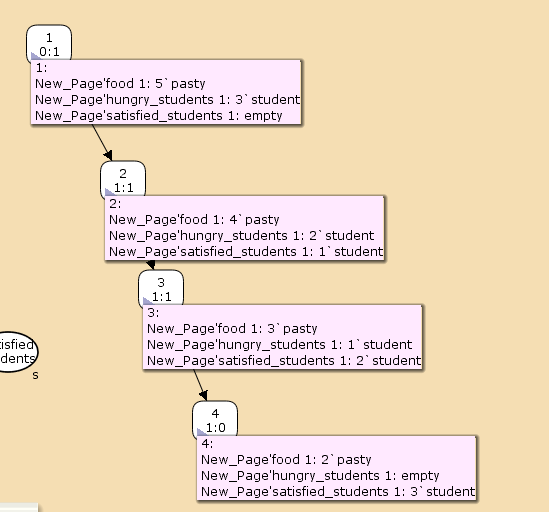 1
0:1
1:
New_Page'food 1: 5`pasty
New_Page'hungry_students 1: 3`student
New_Page'satisfied_students 1: empty
2
1:1
2:
New_Page'food 1: 4`pasty
New_Page'hungry_students 1: 2`student
New_Page'satisfied_students 1: 1`student
3
1:1
3:
New_Page'food 1: 3`pasty
New_Page'hungry_students 1: 1`student
New_Page'satisfied_students 1: 2`student
isfied
dents
s
4
1:0
4:
New_Page'food 1: 2`pasty
New_Page'hungry_students 1: empty
New_Page'satisfied_students 1: 3`student